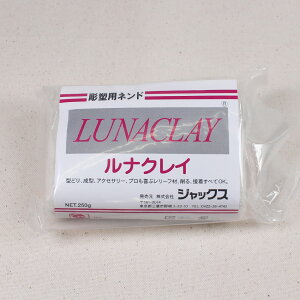 彫塑用ネンド
LUNACLAY
®
ルナクレイ
型どり、成型、アクセサリー、プロも喜ぶレリーフ材、削る、接着すべてOK。
発売元 株式会社 ジャックス
NET.250g